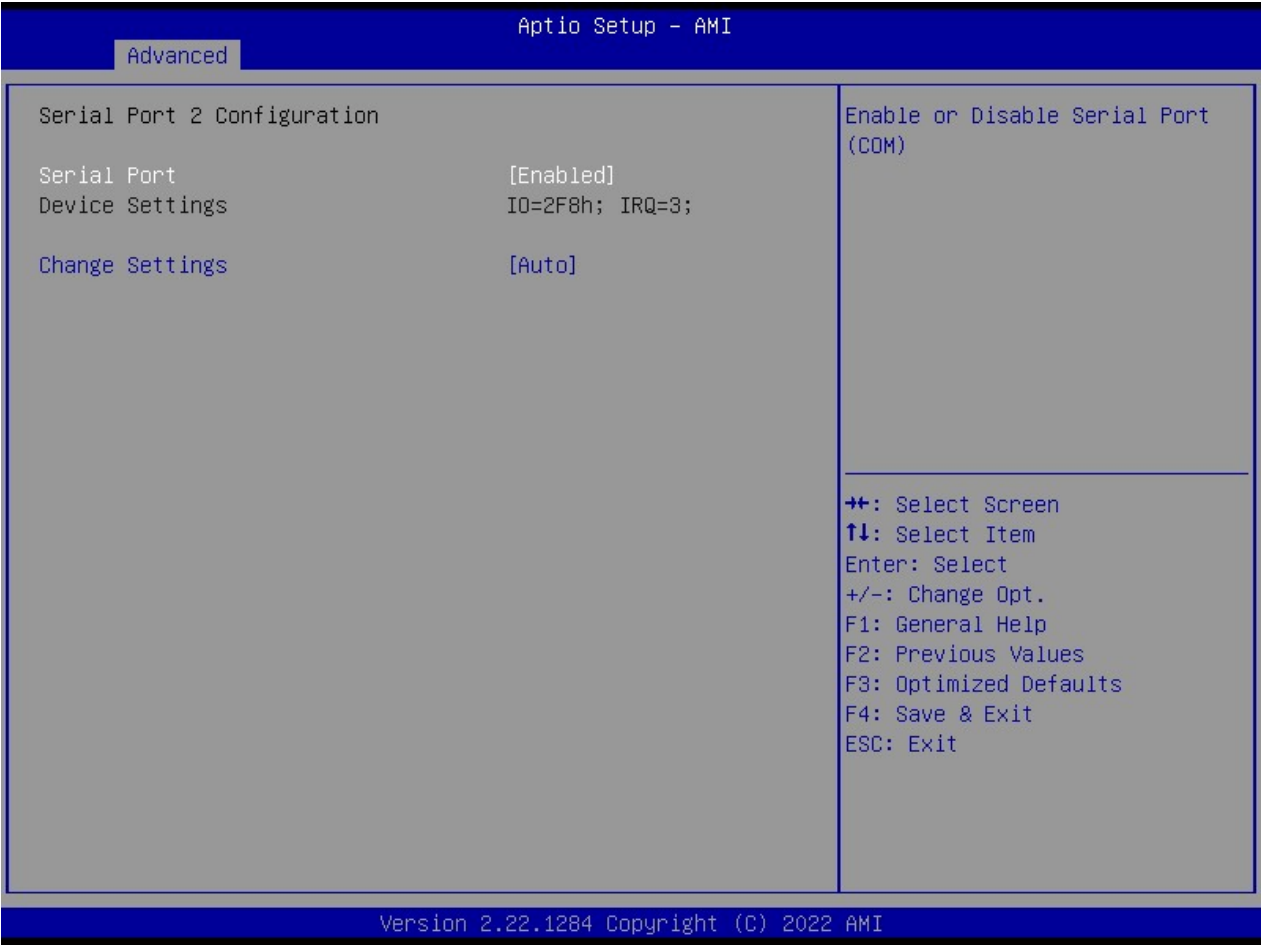 Aptio Setup - AMI
Advanced
Serial Port 2 Configuration
Serial Port [Enabled]
Device Settings IO=2F8h; IRQ=3;
Change Settings [Auto]
Enable or Disable Serial Port
(COM)
→←: Select Screen
↑↓: Select Item
Enter: Select
+/-: Change Opt.
F1: General Help
F2: Previous Values
F3: Optimized Defaults
F4: Save & Exit
ESC: Exit
Version 2.22.1284 Copyright (C) 2022 AMI